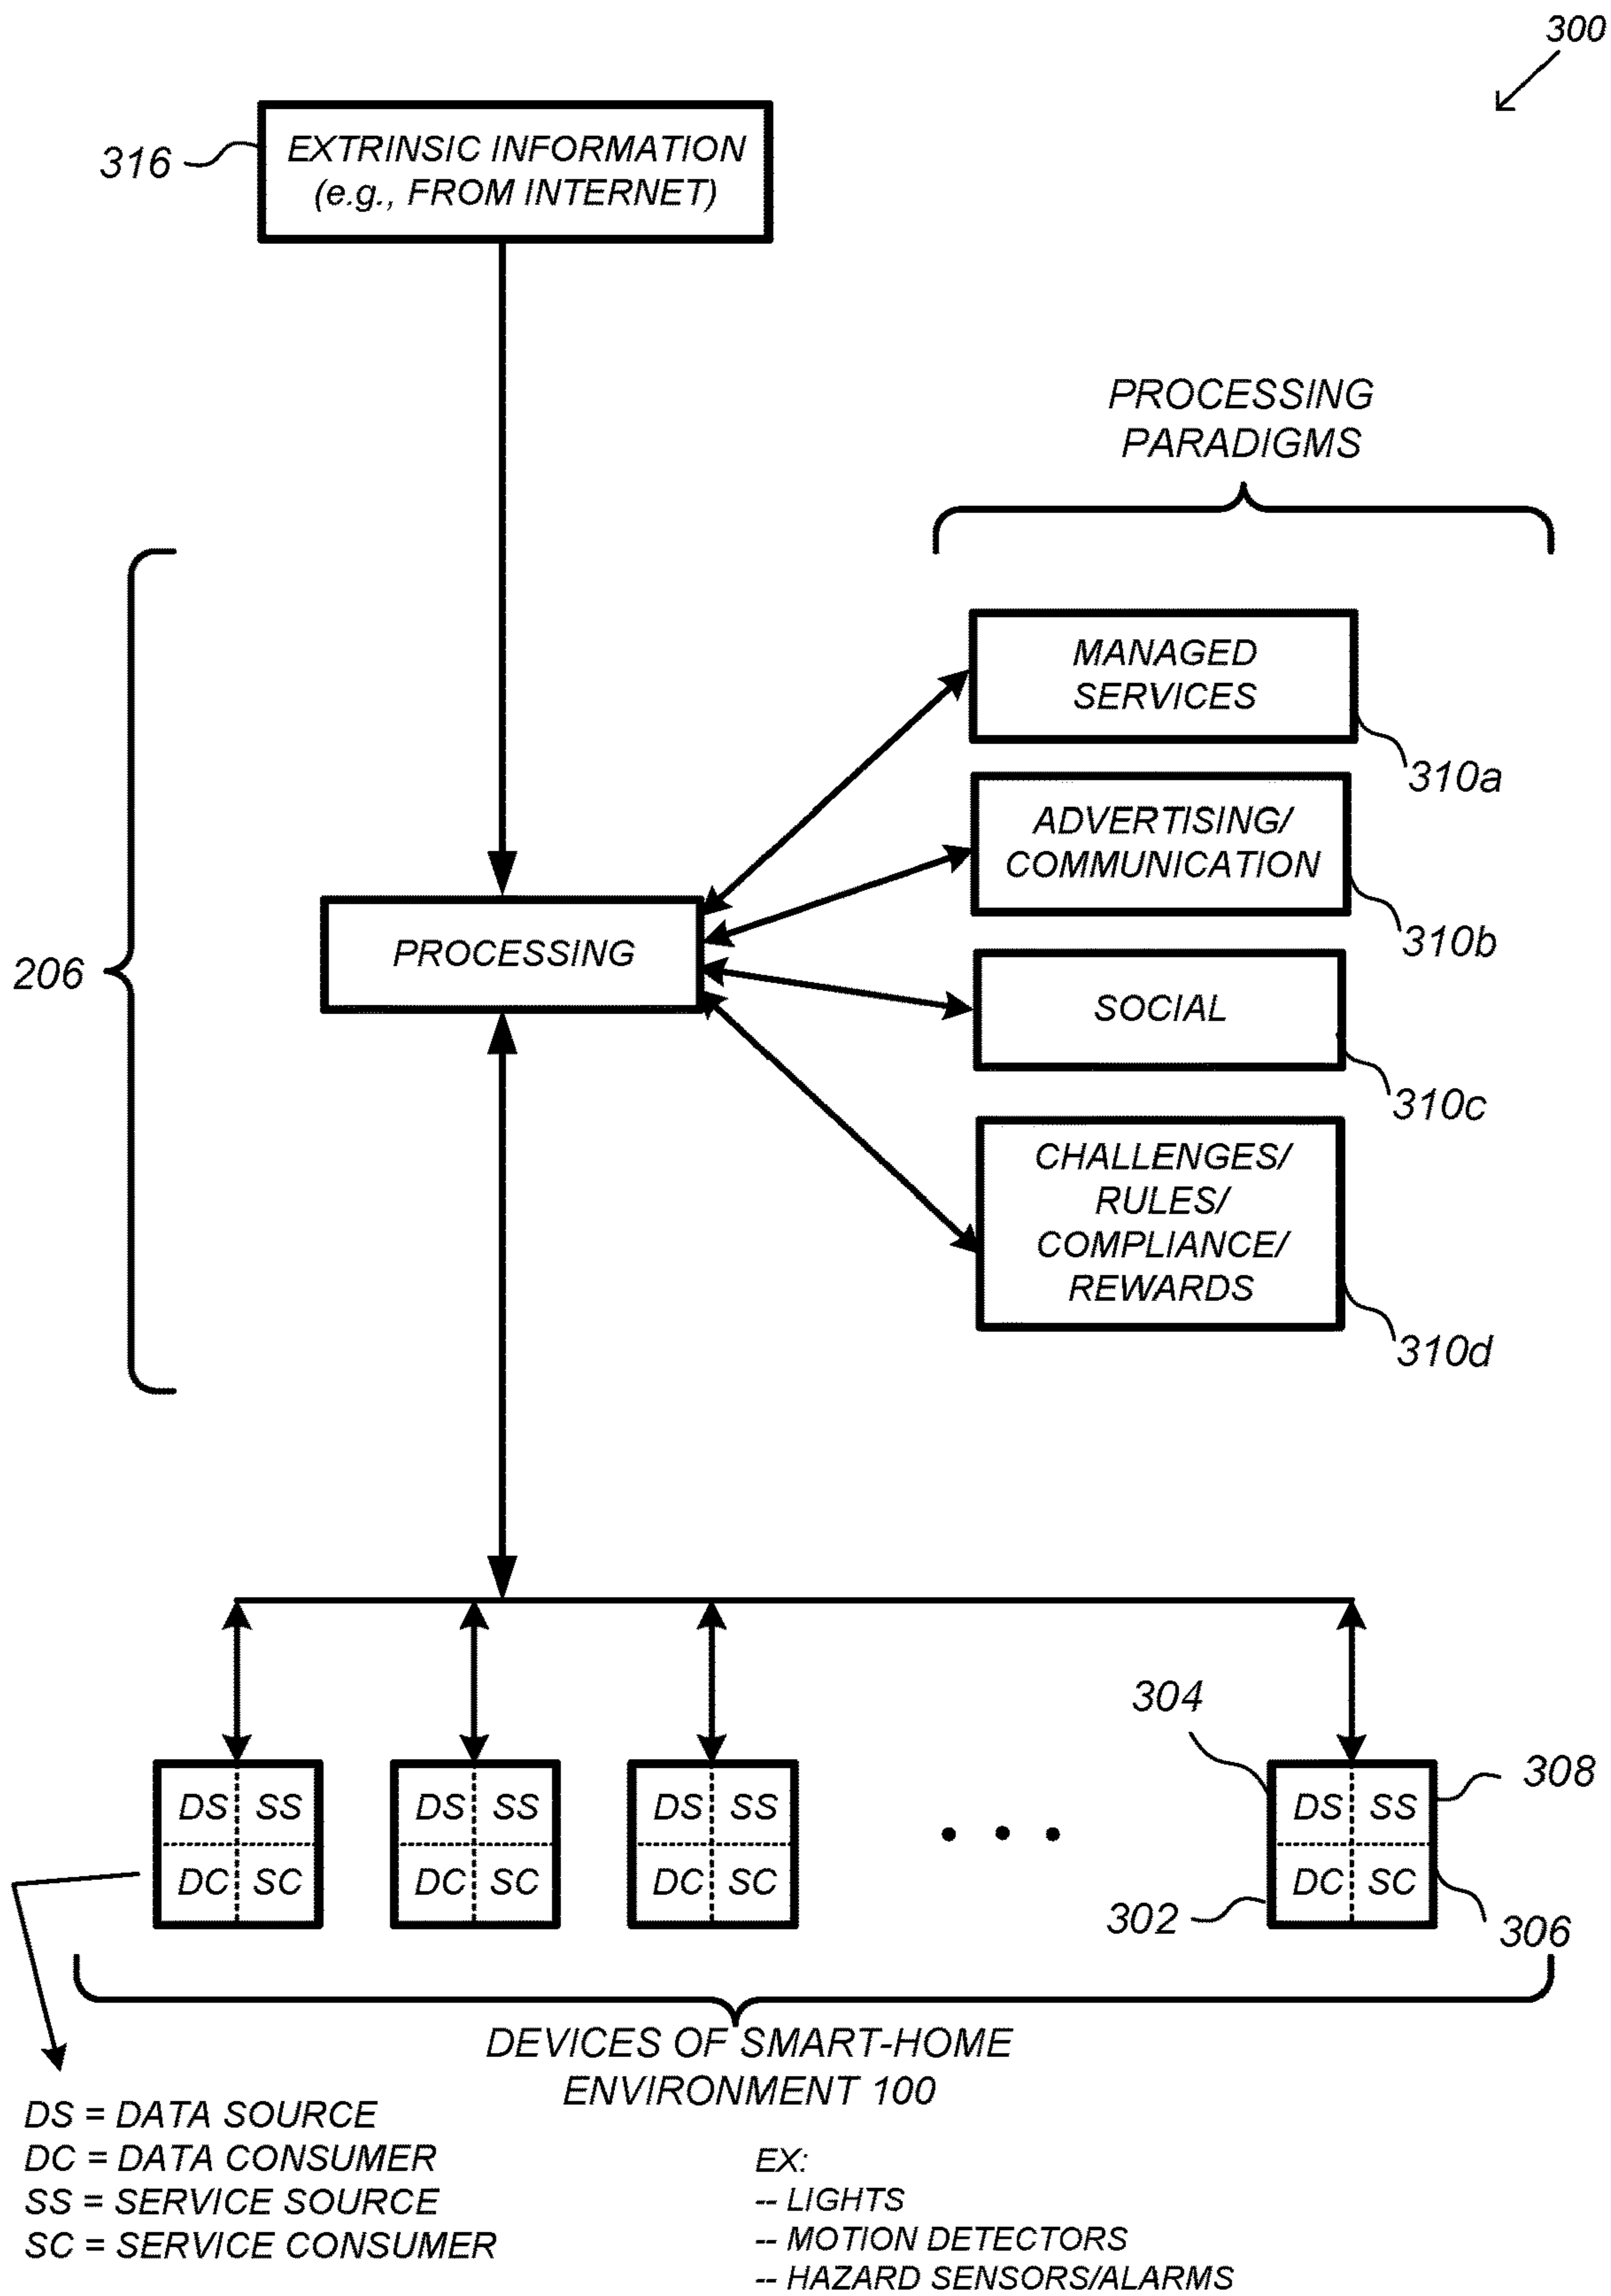 300
EXTRINSIC INFORMATION
(e.g., FROM INTERNET)
316
PROCESSING
PARADIGMS
MANAGED
SERVICES
310a
ADVERTISING/
COMMUNICATION
310b
PROCESSING
206
SOCIAL
310c
CHALLENGES/
RULES/
COMPLIANCE/
REWARDS
310d
304
308
DS SS
DC SC
DS SS
DC SC
DS SS
DC SC
• • •
DS SS
DC SC
302
306
DEVICES OF SMART-HOME
ENVIRONMENT 100
DS = DATA SOURCE
DC = DATA CONSUMER
SS = SERVICE SOURCE
SC = SERVICE CONSUMER
EX:
-- LIGHTS
-- MOTION DETECTORS
-- HAZARD SENSORS/ALARMS